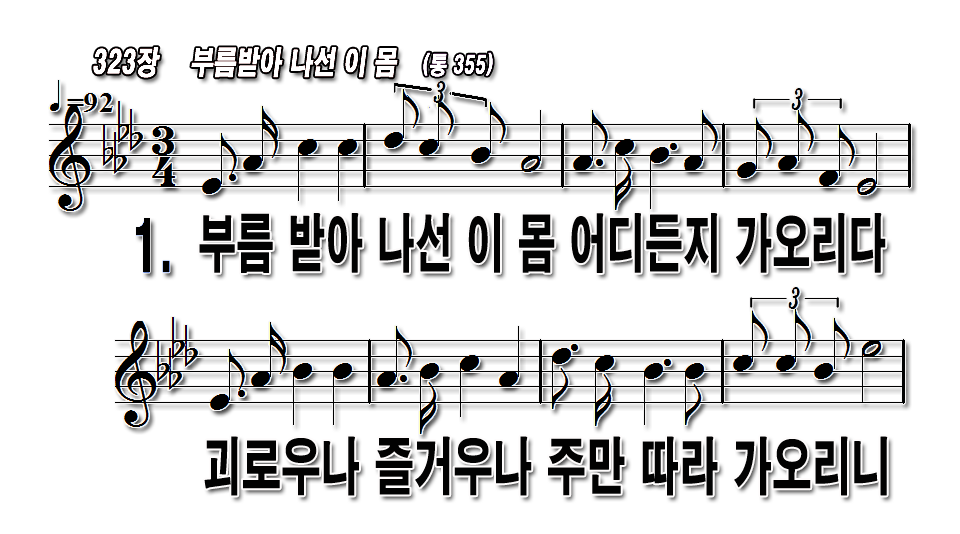 323장 부름받아 나선 이 몸 (통 355)
♩=92
3
3
3
4
1. 부름 받아 나선 이 몸 어디든지 가오리다
3
괴로우나 즐거우나 주만 따라 가오리니